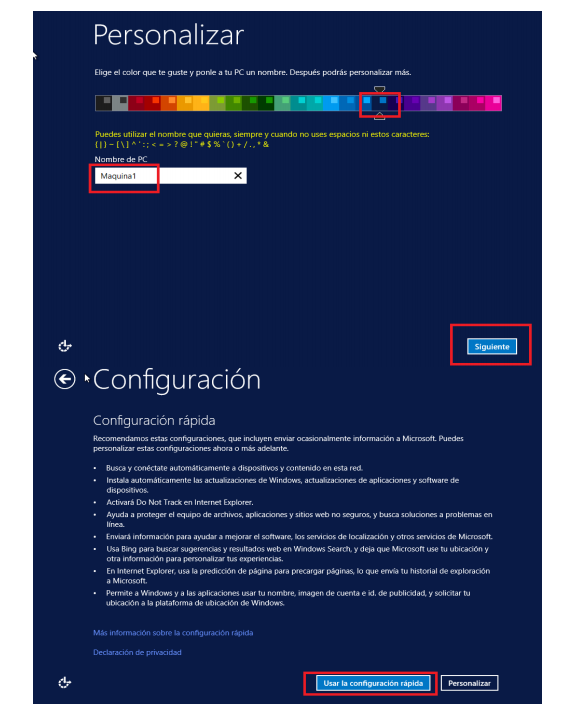 Personalizar
Elige el color que te guste y ponle a tu PC un nombre. Después podrás personalizar más.
Puedes utilizar el nombre que quieras, siempre y cuando no uses espacios ni estos caracteres:
{ | } ~ [ \ ] ^ ' : ; < = > ? @ ! " # $ % ` ( ) + / . , * &
Nombre de PC
Maquina1
Siguiente
Configuración
Configuración rápida
Recomendamos estas configuraciones, que incluyen enviar ocasionalmente información a Microsoft. Puedes
personalizar estas configuraciones ahora o más adelante.
• Busca y conéctate automáticamente a dispositivos y contenido en esta red.
• Instala automáticamente las actualizaciones de Windows, actualizaciones de aplicaciones y software de
dispositivos.
• Activará Do Not Track en Internet Explorer.
• Ayuda a proteger el equipo de archivos, aplicaciones y sitios web no seguros, y busca soluciones a problemas en
línea.
• Enviará información para ayudar a mejorar el software, los servicios de localización y otros servicios de Microsoft.
• Usa Bing para buscar sugerencias y resultados web en Windows Search, y deja que Microsoft use tu ubicación y
otra información para personalizar tus experiencias.
• En Internet Explorer, usa la predicción de página para precargar páginas, lo que envía tu historial de exploración
a Microsoft.
• Permite a Windows y a las aplicaciones usar tu nombre, imagen de cuenta e id. de publicidad, y solicitar tu
ubicación a la plataforma de ubicación de Windows.
Más información sobre la configuración rápida
Declaración de privacidad
Usar la configuración rápida
Personalizar